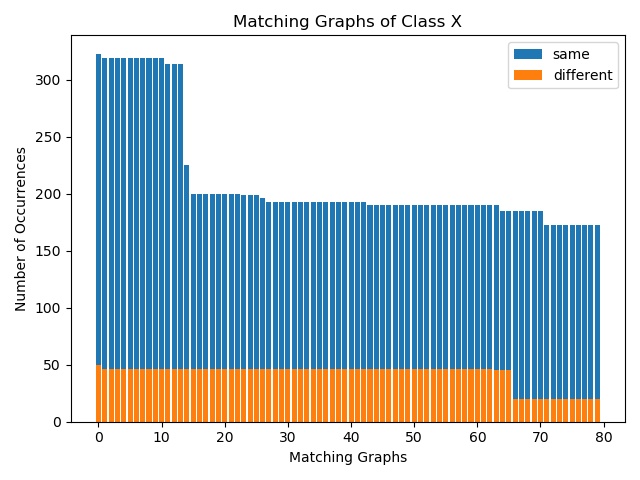 Matching Graphs of Class X
same
different
Number of Occurrences
300
250
200
150
100
50
0
0 10 20 30 40 50 60 70 80
Matching Graphs